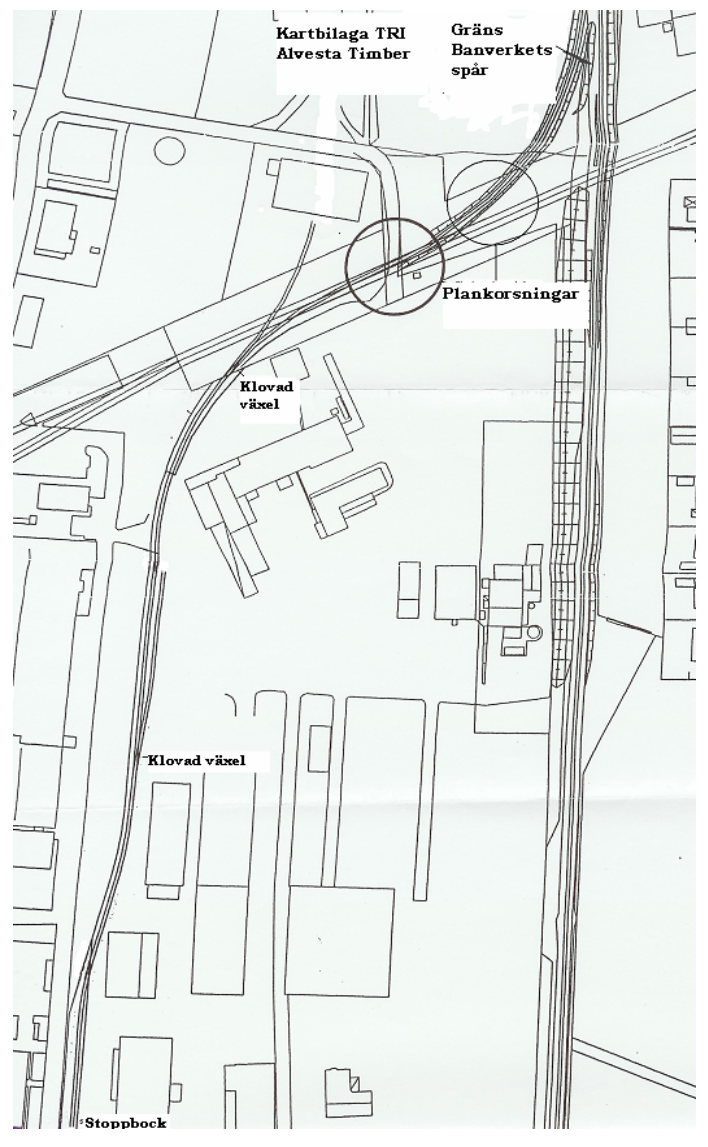 Kartbilaga TRI
Alvesta Timber
Gräns
Banverkets
spår
Plankorsningar
Klovad
växel
Klovad växel
Stoppbock